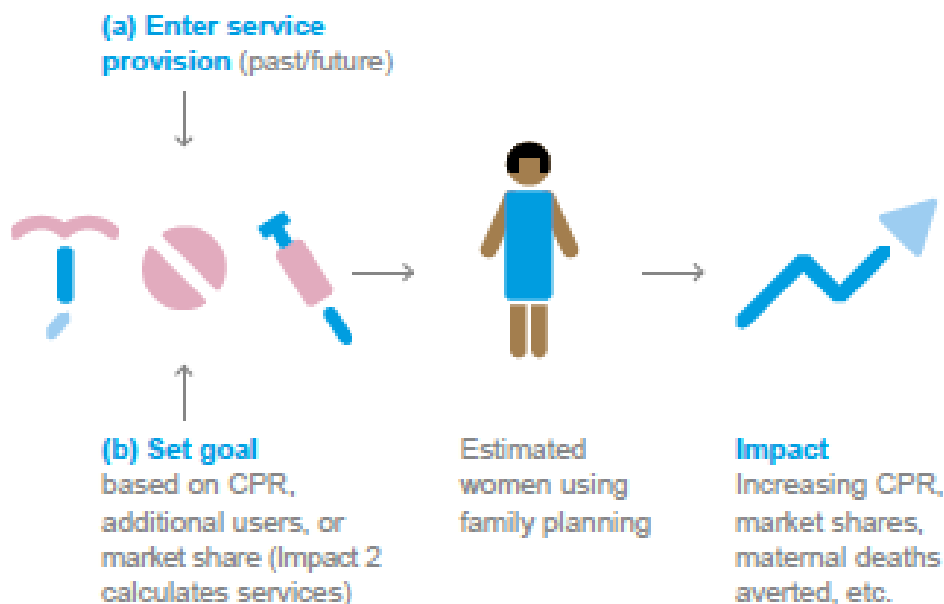 (a) Enter service
provision (past/future)
(b) Set goal
based on CPR,
additional users, or
market share (Impact 2
calculates services)
Estimated
women using
family planning
Impact
Increasing CPR,
market shares,
maternal deaths
averted, etc.